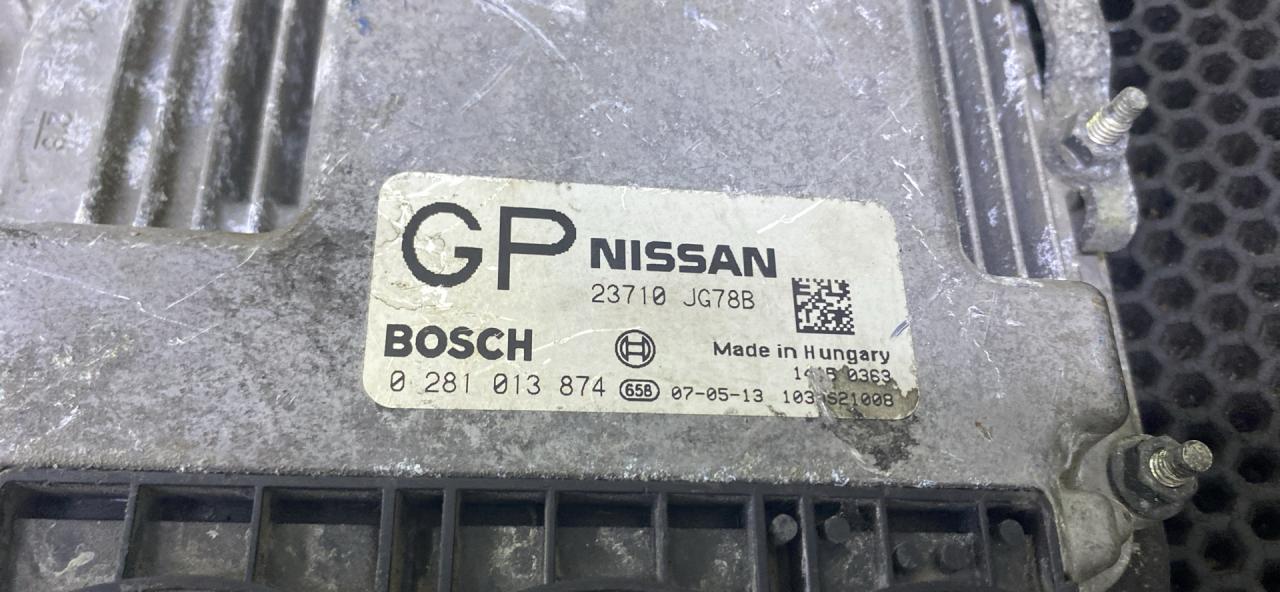 GP NISSAN
23710 JG78B
BOSCH
Made in Hungary
0 281 013 874 658 07-05-13